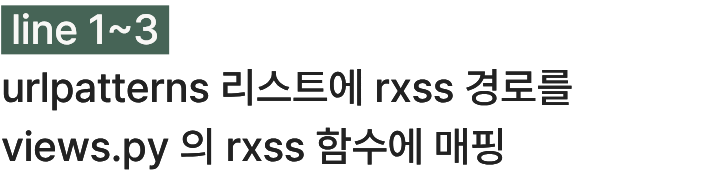 line 1~3
urlpatterns 리스트에 rxss 경로를
views.py 의 rxss 함수에 매핑